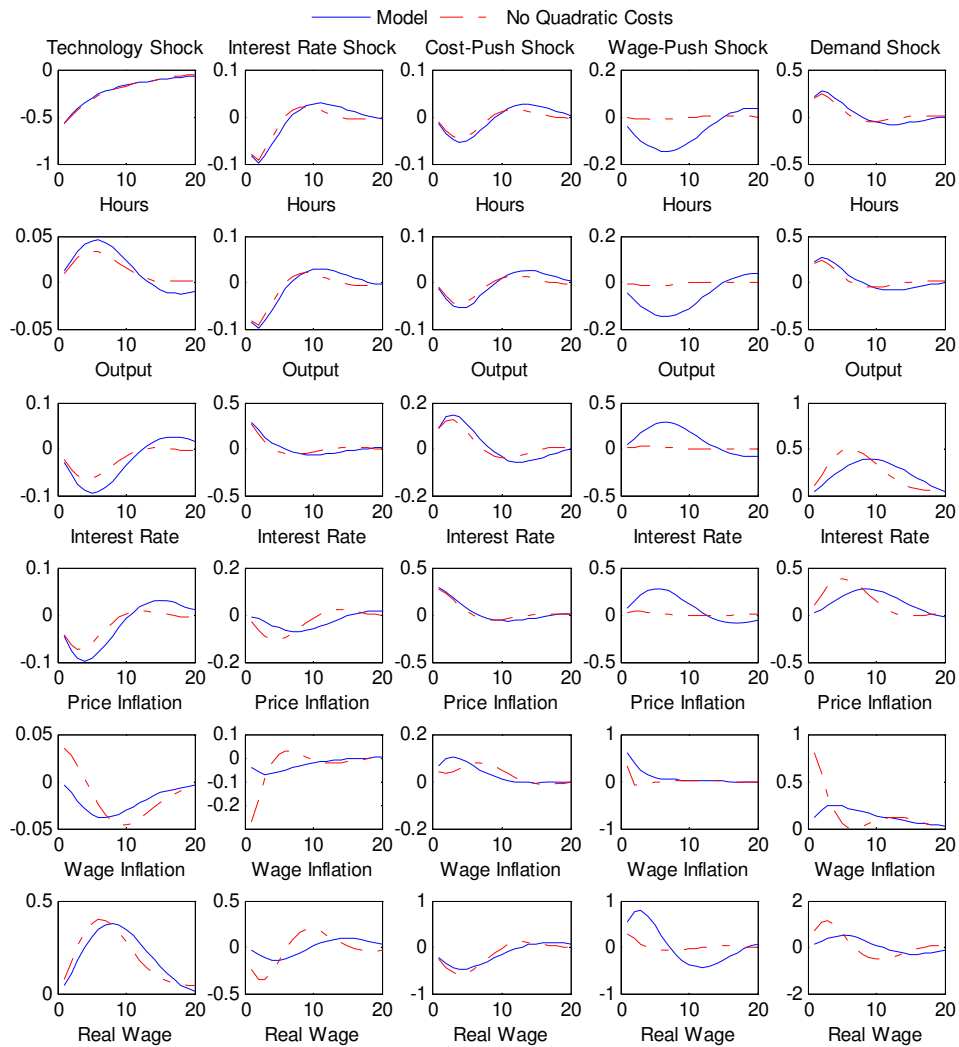 Model No Quadratic Costs
Technology Shock Interest Rate Shock Cost-Push Shock Wage-Push Shock Demand Shock
0 0.1 0.1 0.2 0.5
-0.5 0 0 0 0
-1 -0.1 -0.1 -0.2 -0.5
0 10 20 0 10 20 0 10 20 0 10 20 0 10 20
Hours Hours Hours Hours Hours
0.05 0.1 0.1 0.2 0.5
0 0 0 0 0
-0.05 -0.1 -0.1 -0.2 -0.5
0 10 20 0 10 20 0 10 20 0 10 20 0 10 20
Output Output Output Output Output
0.1 0.5 0.2 0.5 1
0 0 0 0 0.5
-0.1 -0.5 -0.2 -0.5 0
0 10 20 0 10 20 0 10 20 0 10 20 0 10 20
Interest Rate Interest Rate Interest Rate Interest Rate Interest Rate
0.1 0.2 0.5 0.5 0.5
0 0 0 0 0
-0.1 -0.2 -0.5 -0.5 -0.5
0 10 20 0 10 20 0 10 20 0 10 20 0 10 20
Price Inflation Price Inflation Price Inflation Price Inflation Price Inflation
0.05 0.1 0.2 1 1
0 0 0 0 0.5
-0.1
-0.2
-0.05 -0.2 -1 0
0 10 20 0 10 20 0 10 20 0 10 20 0 10 20
Wage Inflation Wage Inflation Wage Inflation Wage Inflation Wage Inflation
0.5 0.5 1 1 2
0 0 0 0
0 -0.5 -1 -1 -2
0 10 20 0 10 20 0 10 20 0 10 20 0 10 20
Real Wage Real Wage Real Wage Real Wage Real Wage